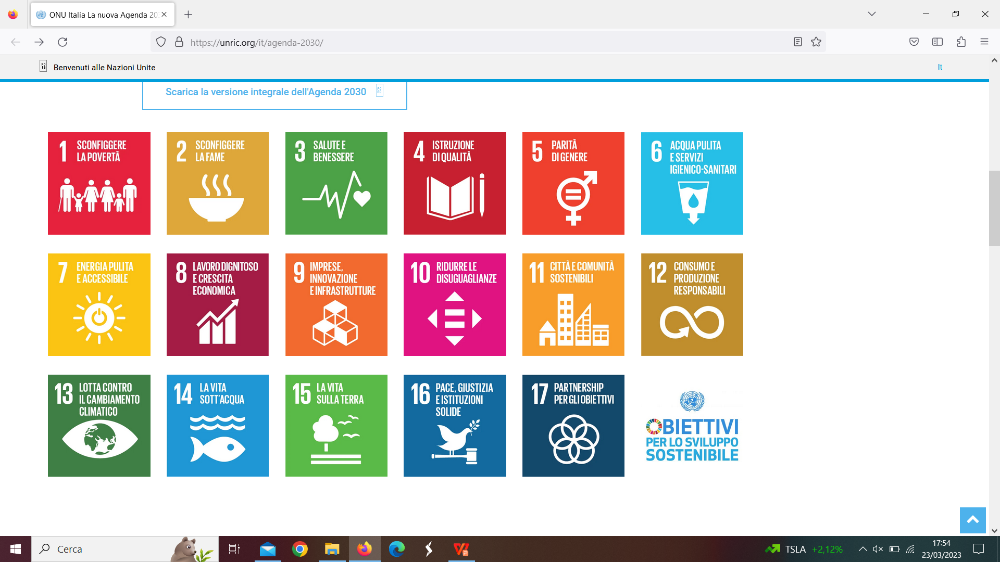 ONU Italia La nuova Agenda 203
https://unric.org/it/agenda-2030/
Benvenuti alle Nazioni Unite
It
Scarica la versione integrale dell'Agenda 2030
1 SCONFIGGERE
LA POVERTÀ
2 SCONFIGGERE
LA FAME
3 SALUTE E
BENESSERE
4 ISTRUZIONE
DI QUALITÀ
5 PARITÀ
DI GENERE
6 ACQUA PULITA
E SERVIZI
IGIENICO-SANITARI
7 ENERGIA PULITA
E ACCESSIBILE
8 LAVORO DIGNITOSO
E CRESCITA
ECONOMICA
9 IMPRESE,
INNOVAZIONE
E INFRASTRUTTURE
10 RIDURRE LE
DISUGUAGLIANZE
11 CITTÀ E COMUNITÀ
SOSTENIBILI
12 CONSUMO E
PRODUZIONE
RESPONSABILI
13 LOTTA CONTRO
IL CAMBIAMENTO
CLIMATICO
14 LA VITA
SOTT'ACQUA
15 LA VITA
SULLA TERRA
16 PACE, GIUSTIZIA
E ISTITUZIONI
SOLIDE
17 PARTNERSHIP
PER GLI OBIETTIVI
OBIETTIVI
PER LO SVILUPPO
SOSTENIBILE
Cerca
TSLA +2,12%
17:54
23/03/2023